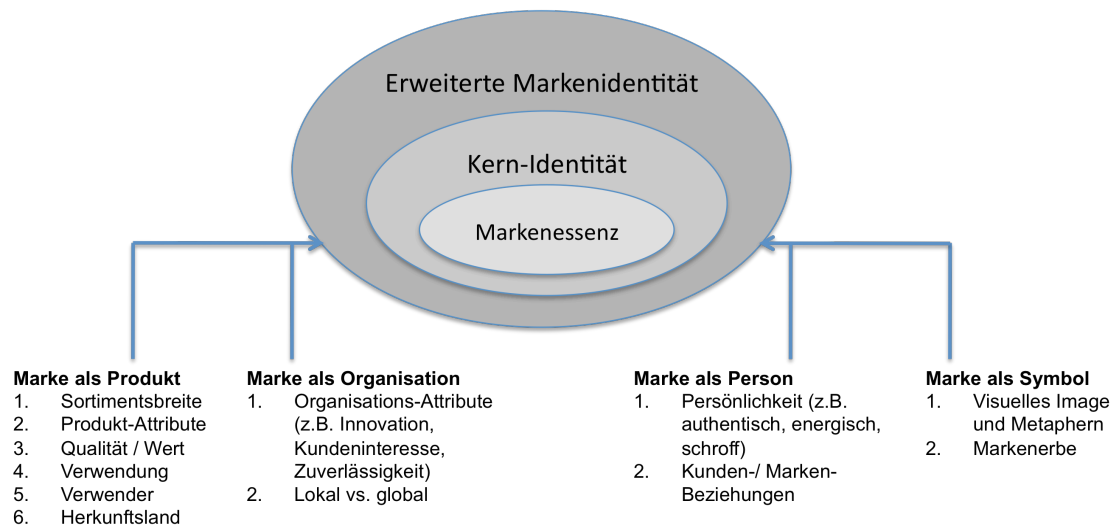 Erweiterte Markenidentität
Kern-Identität
Markenessenz
Marke als Produkt
1. Sortimentsbreite
2. Produkt-Attribute
3. Qualität / Wert
4. Verwendung
5. Verwender
6. Herkunftsland
Marke als Organisation
1. Organisations-Attribute
(z.B. Innovation,
Kundeninteresse,
Zuverlässigkeit)
2. Lokal vs. global
Marke als Person
1. Persönlichkeit (z.B.
authentisch, energisch,
schroff)
2. Kunden-/ Marken-
Beziehungen
Marke als Symbol
1. Visuelles Image
und Metaphern
2. Markenerbe